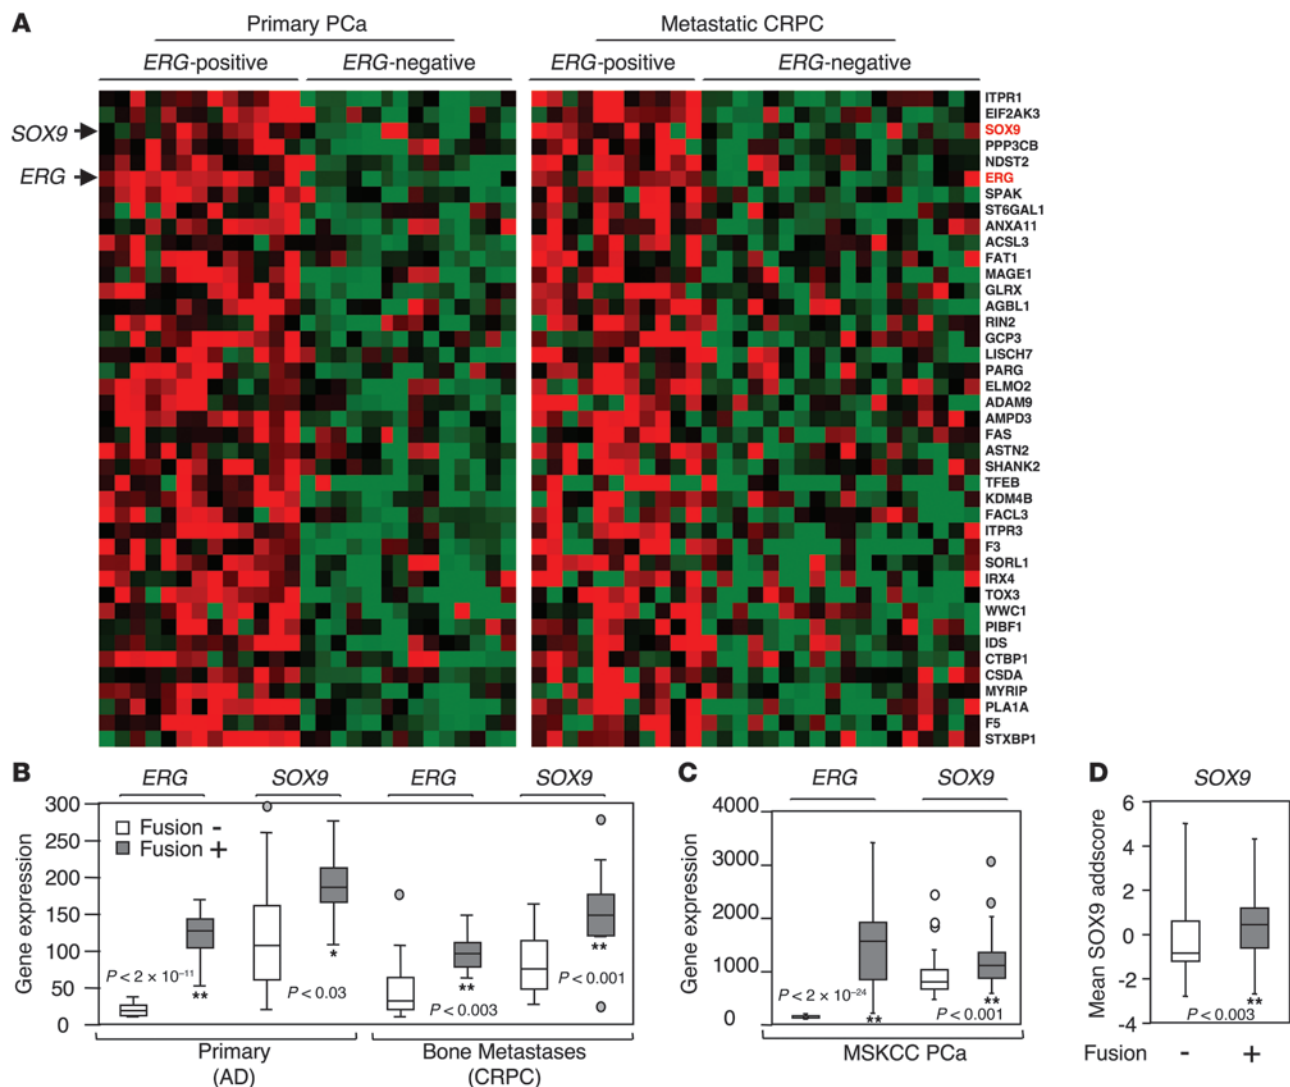 A
Primary PCa
Metastatic CRPC
ERG-positive
ERG-negative
ERG-positive
ERG-negative
SOX9
ERG
ITPR1
EIF2AK3
SOX9
PPP3CB
NDST2
ERG
SPAK
ST6GAL1
ANXA11
ACSL3
FAT1
MAGE1
GLRX
AGBL1
RIN2
GCP3
LISCH7
PARG
ELMO2
ADAM9
AMPD3
FAS
ASTN2
SHANK2
TFEB
KDM4B
FACL3
ITPR3
F3
SORL1
IRX4
TOX3
WWC1
PIBF1
IDS
CTBP1
CSDA
MYRIP
PLA1A
F5
STXBP1
B
ERG
SOX9
ERG
SOX9
Gene expression
300
250
200
150
100
50
0
Fusion -
Fusion +
P < 2 × 10⁻¹¹
**
*
P < 0.03
**
P < 0.003
**
P < 0.001
Primary
(AD)
Bone Metastases
(CRPC)
C
ERG
SOX9
Gene expression
4000
3000
2000
1000
0
P < 2 × 10⁻²⁴
**
**
P < 0.001
MSKCC PCa
D
SOX9
Mean SOX9 addscore
6
4
2
0
-2
-4
**
P < 0.003
Fusion - +